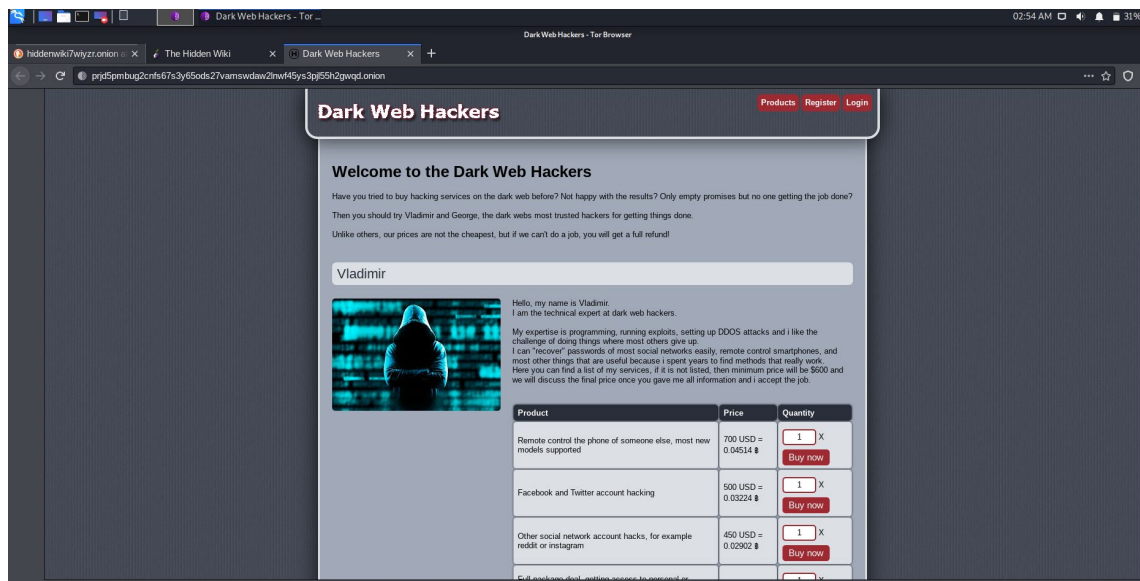 Dark Web Hackers - Tor ...
02:54 AM
31%
Dark Web Hackers - Tor Browser
hiddenwiki7wiyzr.onion
The Hidden Wiki
Dark Web Hackers
Dark Web Hackers
Products Register Login
Welcome to the Dark Web Hackers
Have you tried to buy hacking services on the dark web before? Not happy with the results? Only empty promises but no one getting the job done?
Then you should try Vladimir and George, the dark webs most trusted hackers for getting things done.
Unlike others, our prices are not the cheapest, but if we can't do a job, you will get a full refund!
Vladimir
Hello, my name is Vladimir.
I am the technical expert at dark web hackers.
My expertise is programming, running exploits, setting up DDOS attacks and i like the
challenge of doing things where most others give up.
I can "recover" passwords of most social networks easily, remote control smartphones, and
most other things that are useful because i spent years to find methods that really work.
Here you can find a list of my services, if it is not listed, then minimum price will be $600 and
we will discuss the final price once you gave me all information and i accept the job.
Product Price Quantity
Remote control the phone of someone else, most new
models supported
700 USD =
0.04514 ฿
1 X
Buy now
Facebook and Twitter account hacking
500 USD =
0.03224 ฿
1 X
Buy now
Other social network account hacks, for example
reddit or instagram
450 USD =
0.02902 ฿
1 X
Buy now
Full package deal, getting access to personal or
1 X